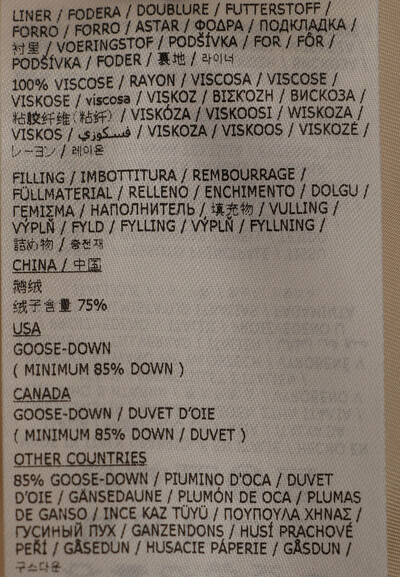 LINER / FODERA / DOUBLURE / FUTTERSTOFF /
FORRO / FORRO / ASTAR / ΦΟΔΡΑ / ПОДКЛАДКА /
衬里 / VOERINGSTOF / PODŠÍVKA / FOR / FÔR /
PODŠÍVKA / FODER / 裏地 / 라이너
100% VISCOSE / RAYON / VISCOSA / VISCOSE /
VISKOSE / viscosa / VISKOZ / ΒΙΣΚΌΖΗ / ВИСКОЗА /
粘胶纤维(粘纤) / VISKÓZA / VISKOOSI / WISKOZA /
VISKOS / فسكوزي / VISKOZA / VISKOOS / VISKOZĖ /
レーヨン / 레이온
FILLING / IMBOTTITURA / REMBOURRAGE /
FÜLLMATERIAL / RELLENO / ENCHIMENTO / DOLGU /
ΓΕΜΙΣΜΑ / НАПОЛНИТЕЛЬ / 填充物 / VULLING /
VÝPLŇ / FYLD / FYLLING / VÝPLŇ / FYLLNING /
詰め物 / 충전재
CHINA / 中国
鹅绒
绒子含量 75%
USA
GOOSE-DOWN
( MINIMUM 85% DOWN )
CANADA
GOOSE-DOWN / DUVET D'OIE
( MINIMUM 85% DOWN / DUVET )
OTHER COUNTRIES
85% GOOSE-DOWN / PIUMINO D'OCA / DUVET
D'OIE / GÄNSEDAUNE / PLUMÓN DE OCA / PLUMAS
DE GANSO / INCE KAZ TÜYÜ / ΠΟΥΠΟΥΛΑ ΧΗΝΑΣ /
ГУСИНЫЙ ПУХ / GANZENDONS / HUSÍ PRACHOVÉ
PEŘÍ / GÅSEDUN / HUSACIE PÁPERIE / GÅSDUN /
구스다운